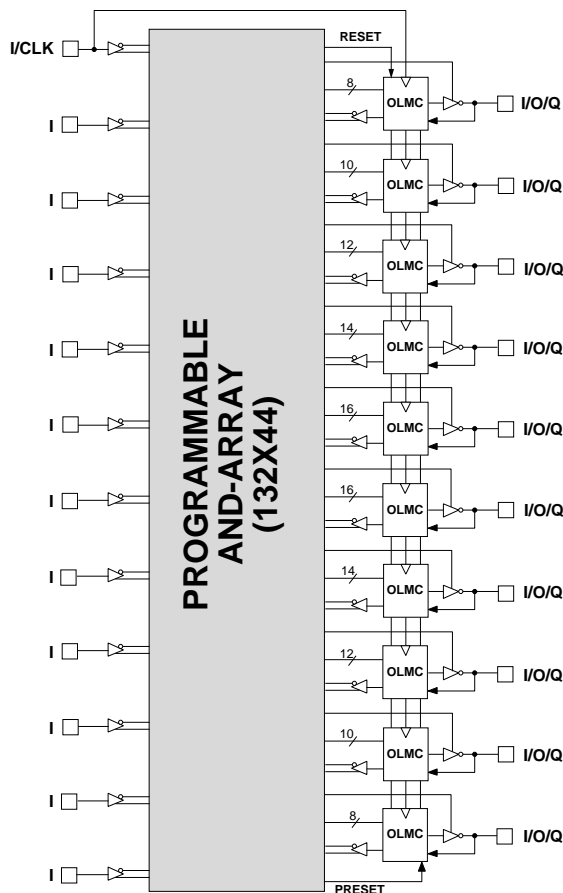 RESET
I/CLK
8
OLMC
I/O/Q
I
10
OLMC
I/O/Q
I
12
OLMC
I/O/Q
I
14
OLMC
I/O/Q
I
16
OLMC
I/O/Q
I
PROGRAMMABLE
AND-ARRAY
(132X44)
16
OLMC
I/O/Q
I
14
OLMC
I/O/Q
I
12
OLMC
I/O/Q
I
10
OLMC
I/O/Q
I
8
OLMC
I/O/Q
I
I
PRESET